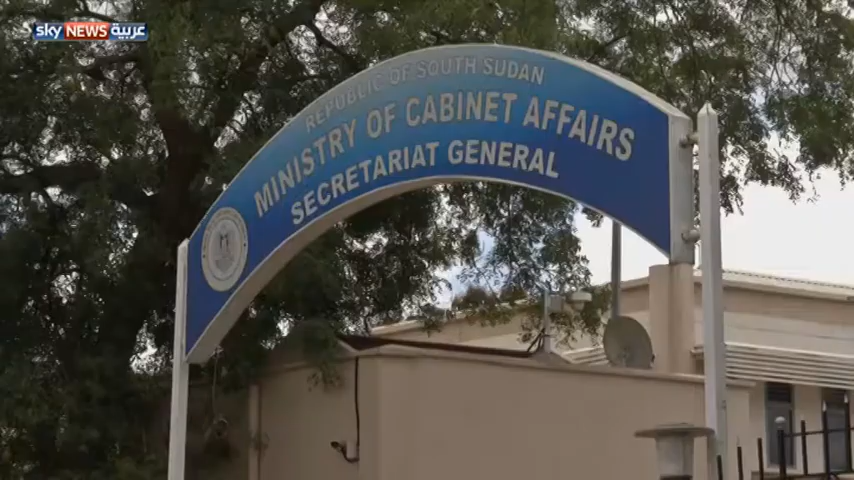 sky NEWS عربية
REPUBLIC OF SOUTH SUDAN
MINISTRY OF CABINET AFFAIRS
SECRETARIAT GENERAL